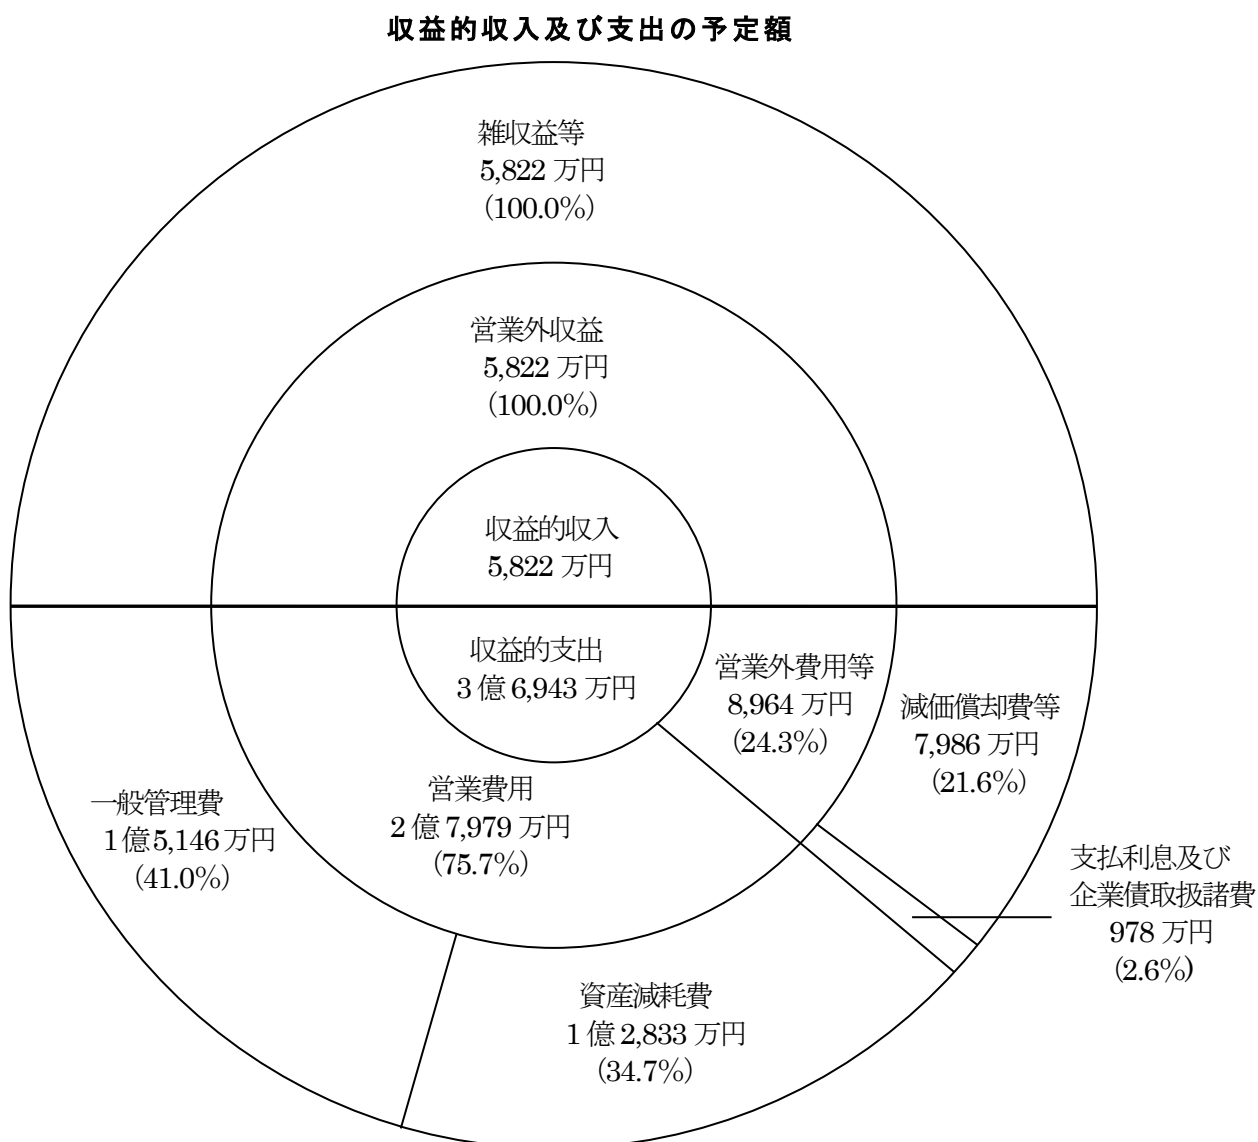 収益的収入及び支出の予定額
雑収益等
5,822 万円
(100.0%)
営業外収益
5,822 万円
(100.0%)
収益的収入
5,822 万円
収益的支出
3 億 6,943 万円
営業外費用等
8,964 万円
(24.3%)
減価償却費等
7,986 万円
(21.6%)
営業費用
2 億 7,979 万円
(75.7%)
一般管理費
1億5,146 万円
(41.0%)
支払利息及び
企業債取扱諸費
978 万円
(2.6%)
資産減耗費
1 億 2,833 万円
(34.7%)